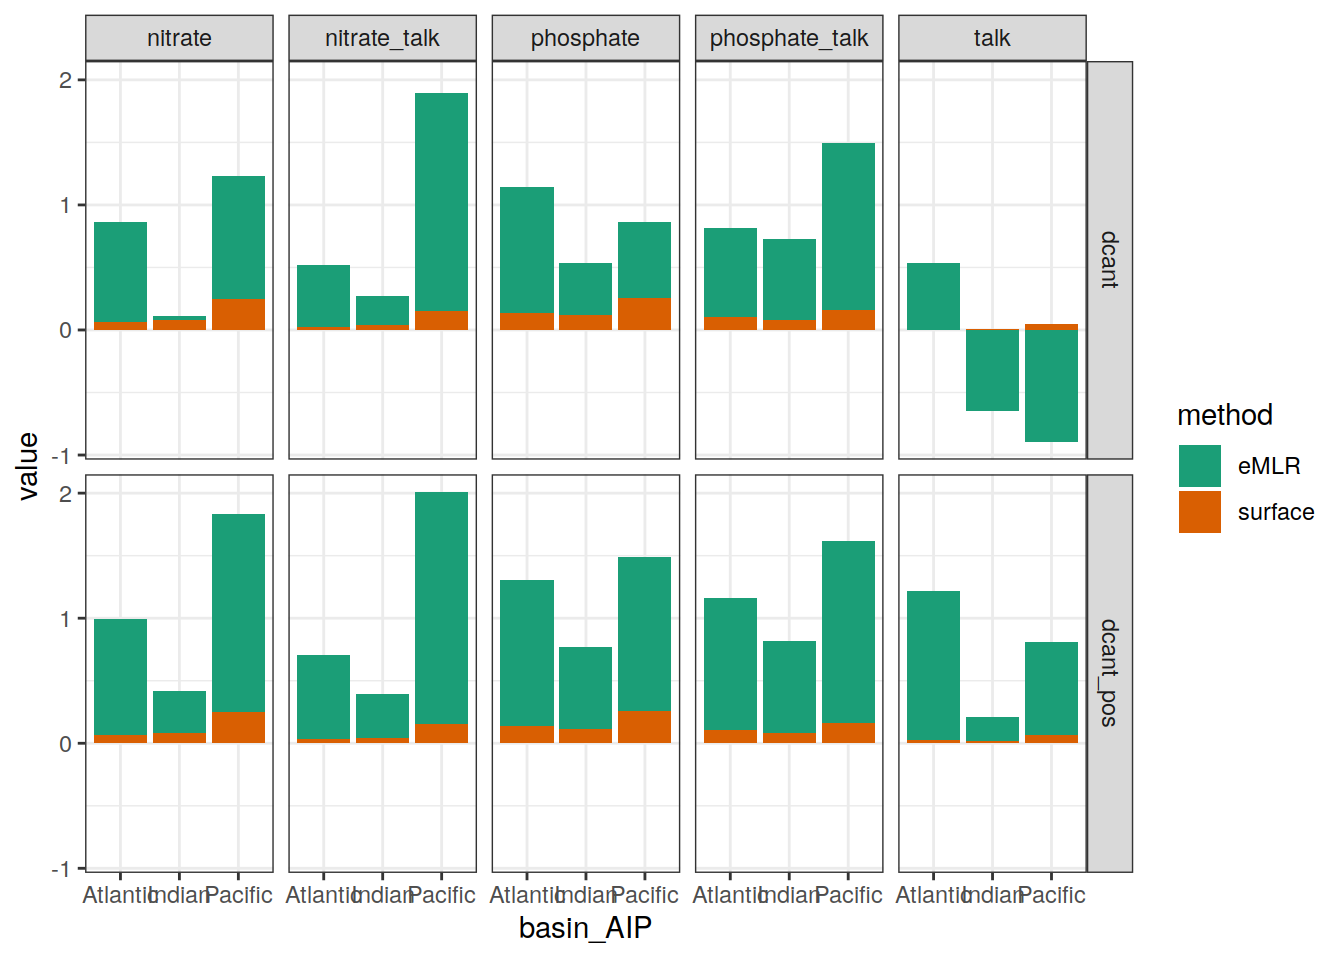 nitrate nitrate_talk phosphate phosphate_talk talk
2
1
0
-1
dcant
2
1
0
-1
dcant_pos
value
Atlantic Indian Pacific Atlantic Indian Pacific Atlantic Indian Pacific Atlantic Indian Pacific Atlantic Indian Pacific
basin_AIP
method
eMLR
surface